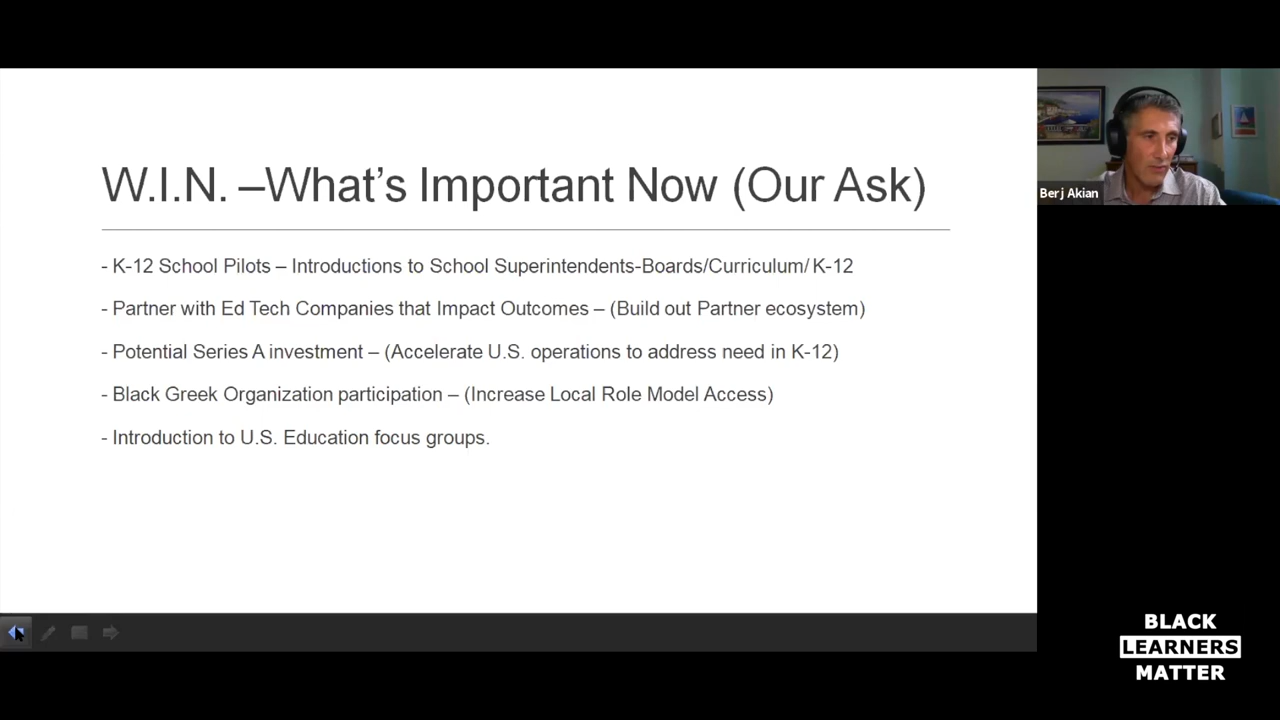 W.I.N. –What's Important Now (Our Ask)
- K-12 School Pilots – Introductions to School Superintendents-Boards/Curriculum/ K-12
- Partner with Ed Tech Companies that Impact Outcomes – (Build out Partner ecosystem)
- Potential Series A investment – (Accelerate U.S. operations to address need in K-12)
- Black Greek Organization participation – (Increase Local Role Model Access)
- Introduction to U.S. Education focus groups.
Berj Akian
BLACK
LEARNERS
MATTER